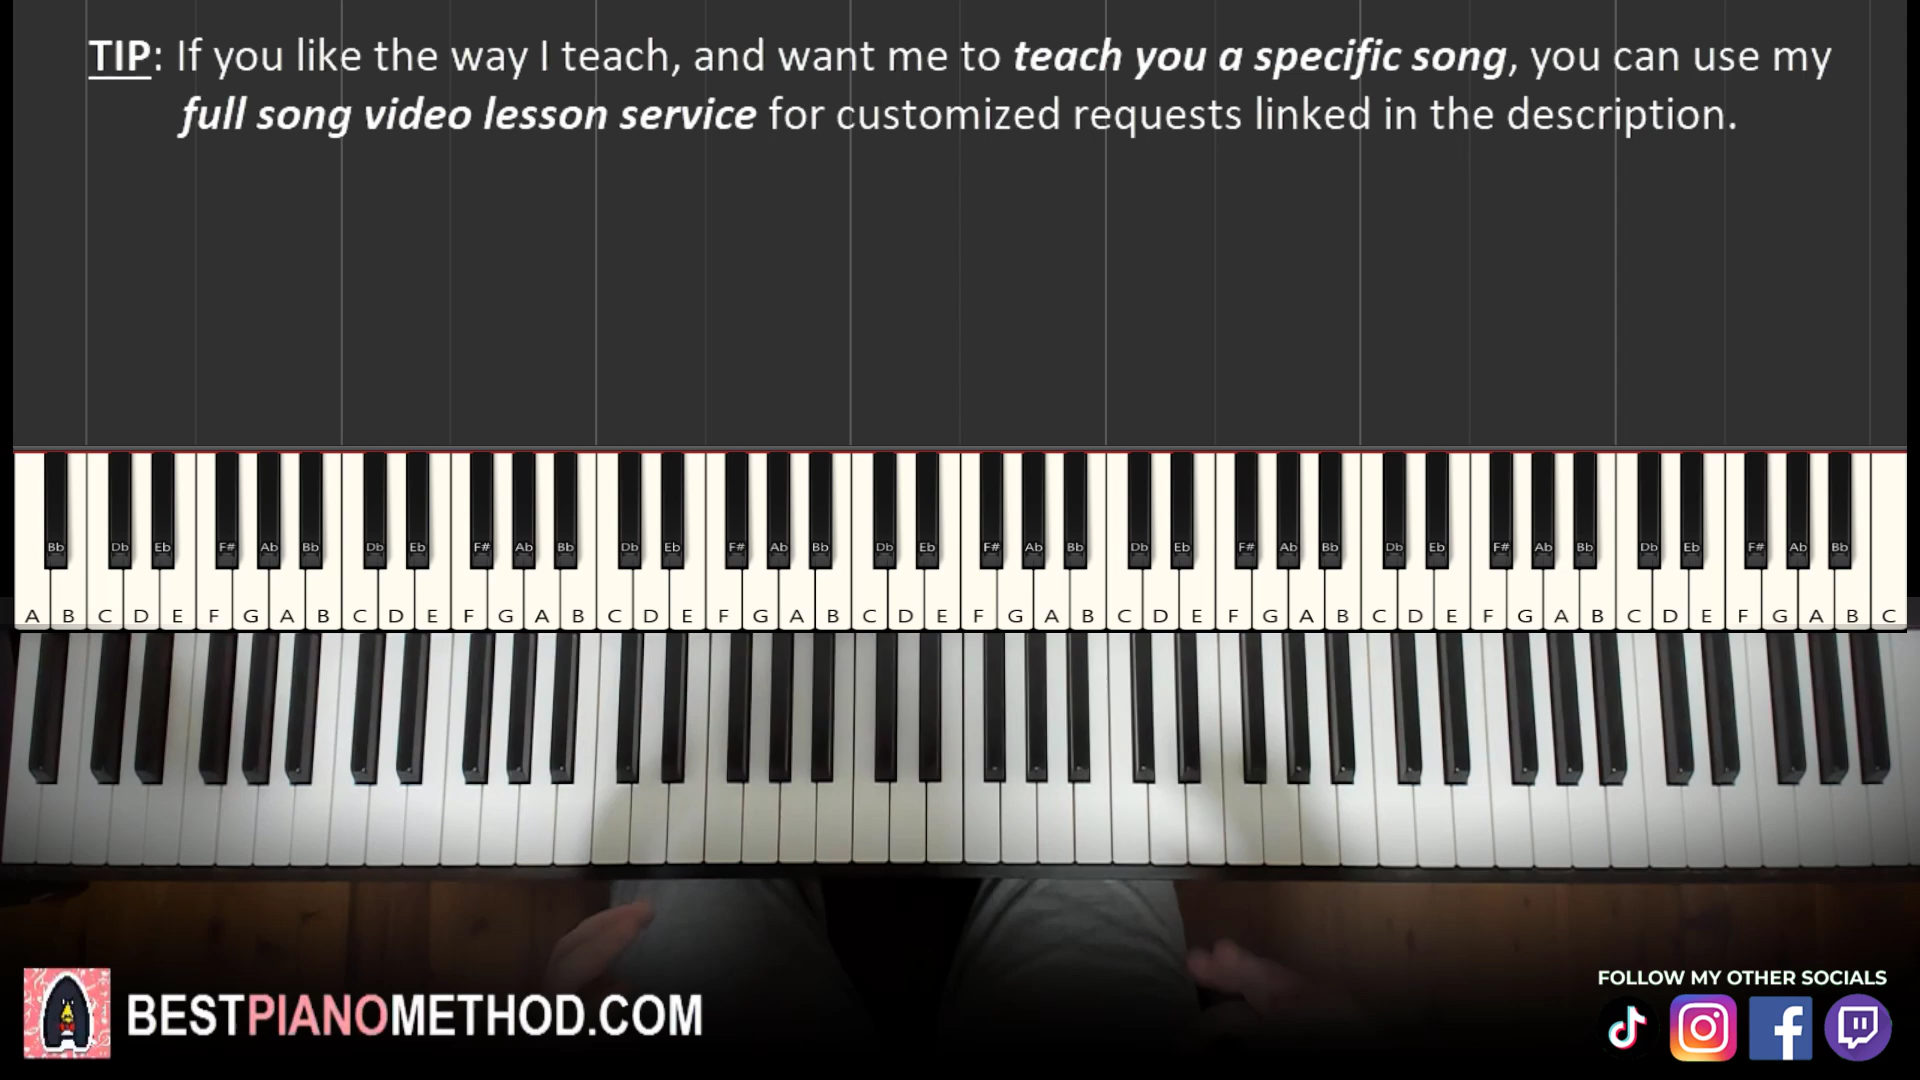 TIP: If you like the way I teach, and want me to teach you a specific song, you can use my
full song video lesson service for customized requests linked in the description.
Bb Db Eb F# Ab Bb Db Eb F# Ab Bb Db Eb F# Ab Bb Db Eb F# Ab Bb Db Eb F# Ab Bb Db Eb F# Ab Bb Db Eb F# Ab Bb
A B C D E F G A B C D E F G A B C D E F G A B C D E F G A B C D E F G A B C D E F G A B C D E F G A B C
FOLLOW MY OTHER SOCIALS
BESTPIANOMETHOD.COM